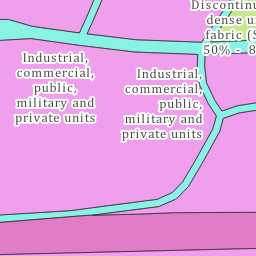 Discontinu
dense u
fabric (S
50% - 8
Industrial,
commercial,
public,
military and
private units
Industrial,
commercial,
public,
military and
private units